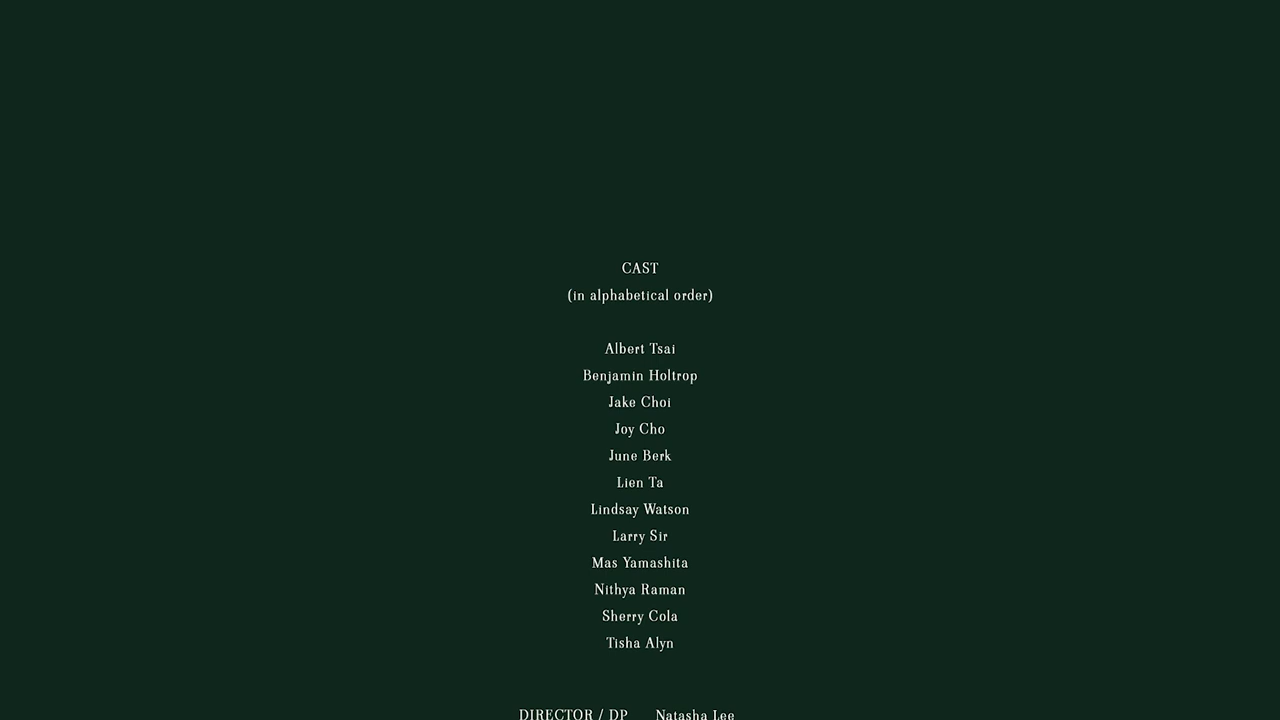 CAST
(in alphabetical order)
Albert Tsai
Benjamin Holtrop
Jake Choi
Joy Cho
June Berk
Lien Ta
Lindsay Watson
Larry Sir
Mas Yamashita
Nithya Raman
Sherry Cola
Tisha Alyn
DIRECTOR / DP Natasha Lee